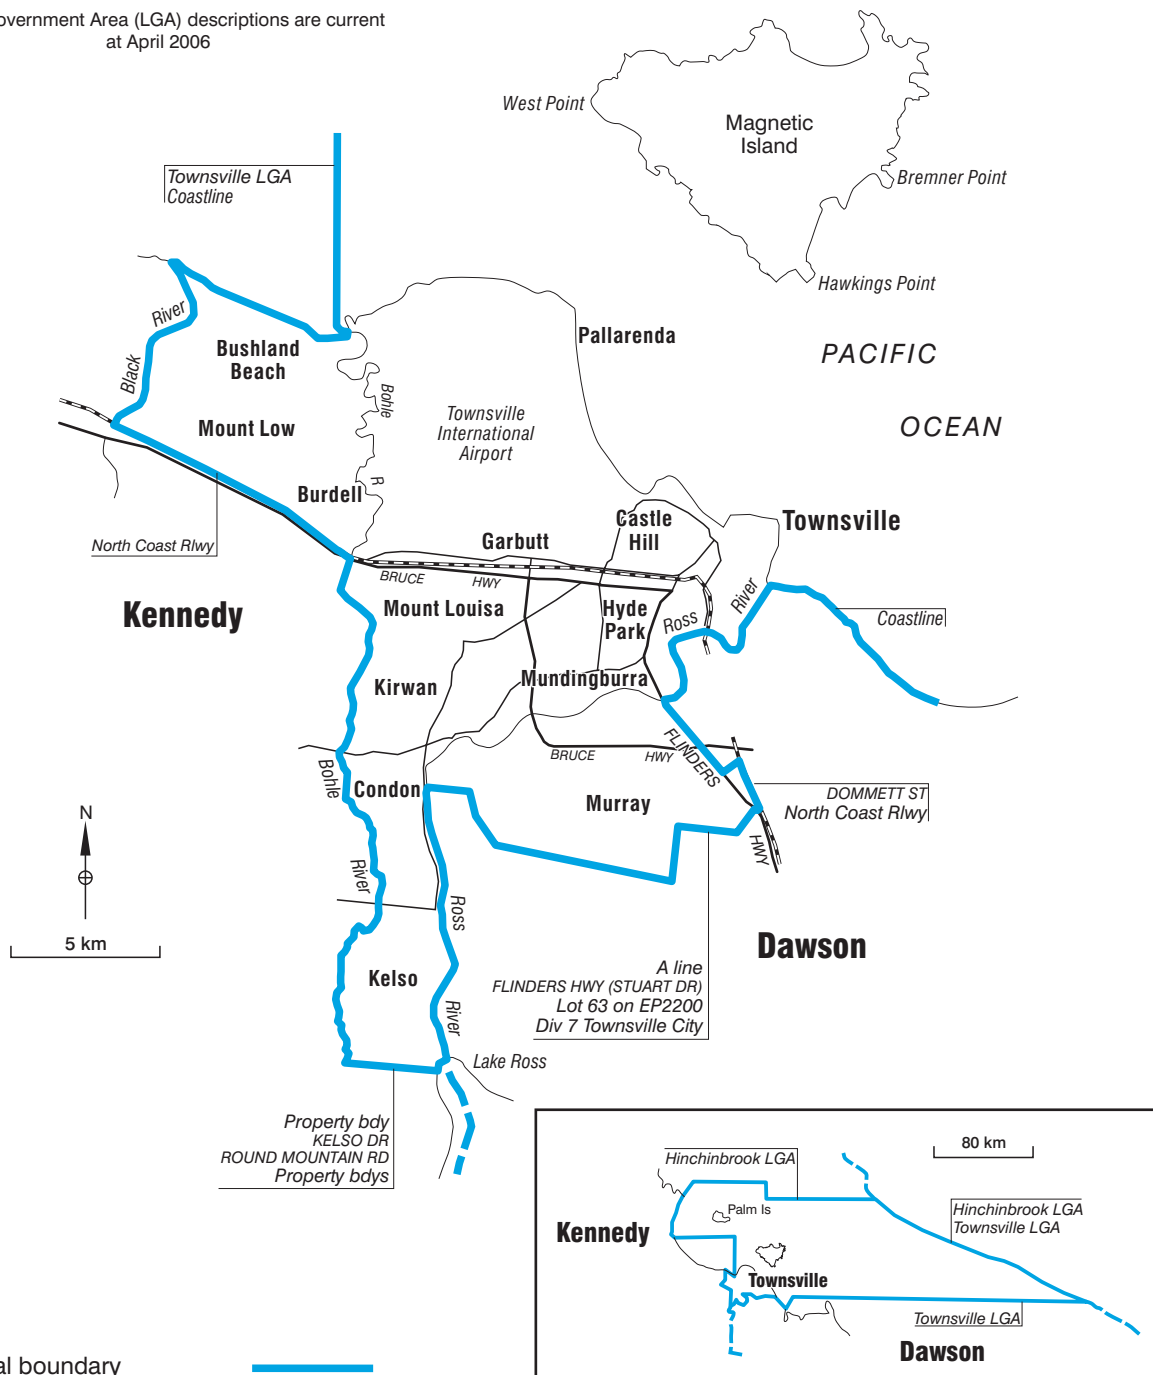 overnment Area (LGA) descriptions are current
at April 2006
West Point
Magnetic
Island
Bremner Point
Hawkings Point
Townsville LGA
Coastline
River
Black
Bushland
Beach
Mount Low
Burdell
Bohle
R
Pallarenda
Townsville
International
Airport
PACIFIC
OCEAN
North Coast Rlwy
Kennedy
Garbutt
Castle
Hill
Townsville
BRUCE HWY
Mount Louisa
Hyde
Park
Ross
River
Coastline
Kirwan
Mundingburra
FLINDERS
HWY
BRUCE HWY
Bohle
River
Condon
Murray
DOMMETT ST
North Coast Rlwy
N
5 km
Ross
River
Kelso
Dawson
A line
FLINDERS HWY (STUART DR)
Lot 63 on EP2200
Div 7 Townsville City
Lake Ross
Property bdy
KELSO DR
ROUND MOUNTAIN RD
Property bdys
80 km
Hinchinbrook LGA
Palm Is
Kennedy
Hinchinbrook LGA
Townsville LGA
Townsville
Townsville LGA
Dawson
al boundary